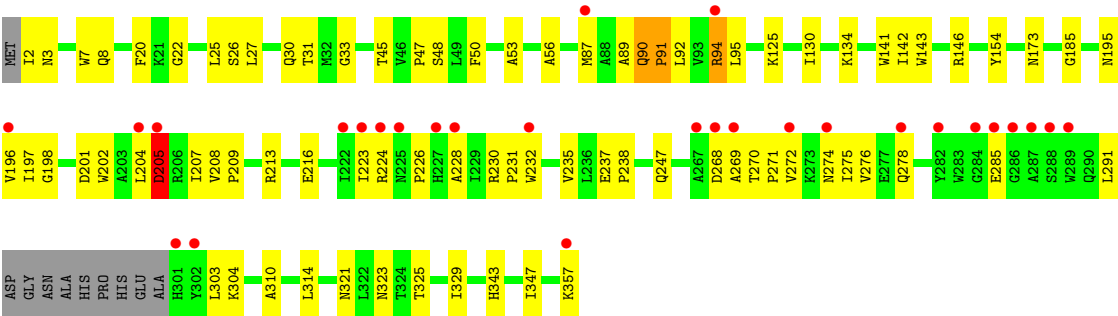 MET I2 N3 W7 Q8 F20 K21 G22 L25 S26 L27 Q30 T31 M32 G33 T45 V46 P47 S48 L49 F50 A53 A56 M87 A88 A89 Q90 P91 L92 V93 R94 L95 K125 I130 K134 W141 I142 W143 R146 Y154 N173 G185 N195
V196 I197 G198 D201 W202 A203 L204 D205 R206 I207 V208 P209 R213 E216 I222 I223 R224 N225 P226 H227 A228 I229 R230 P231 W232 V235 L236 E237 P238 Q247 A267 D268 A269 T270 P271 V272 K273 N274 I275 V276 E277 Q278 Y282 W283 G284 E285 G286 A287 S288 W289 Q290 L291
ASP GLY ASN ALA HIS PRO HIS GLU ALA H301 Y302 L303 K304 A310 L314 N321 L322 N323 T324 T325 I329 H343 I347 K357